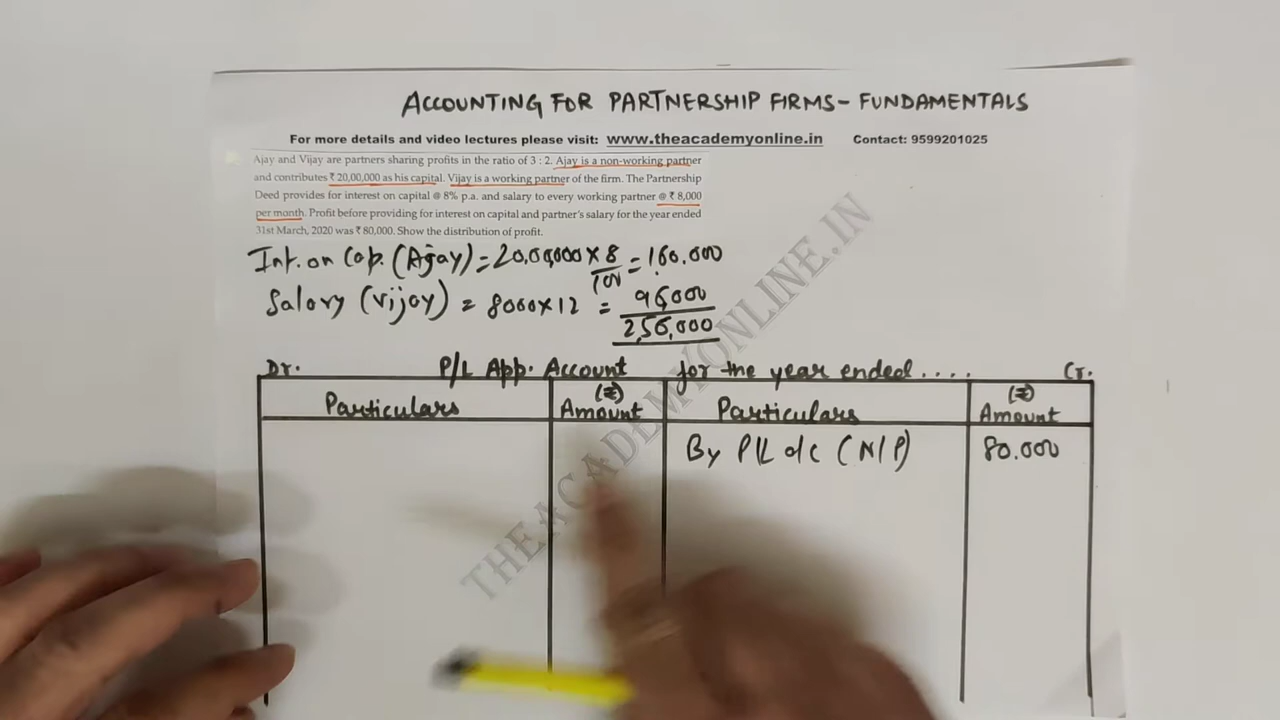 ACCOUNTING FOR PARTNERSHIP FIRMS- FUNDAMENTALS
For more details and video lectures please visit: www.theacademyonline.in Contact: 9599201025
Ajay and Vijay are partners sharing profits in the ratio of 3 : 2. Ajay is a non-working partner
and contributes ₹ 20,00,000 as his capital. Vijay is a working partner of the firm. The Partnership
Deed provides for interest on capital @ 8% p.a. and salary to every working partner @ ₹ 8,000
per month. Profit before providing for interest on capital and partner's salary for the year ended
31st March, 2020 was ₹ 80,000. Show the distribution of profit.
Int. on Cap. (Ajay) = 20,00,000 × 8/100 = 160.000
Salary (Vijay) = 8000×12 = 96,000
2,56,000
Dr. P/L App. Account for the year ended.... Cr.
Particulars (₹) Amount Particulars (₹) Amount
By P/L a/c (N/P) 80.000
THEACADEMYONLINE.IN